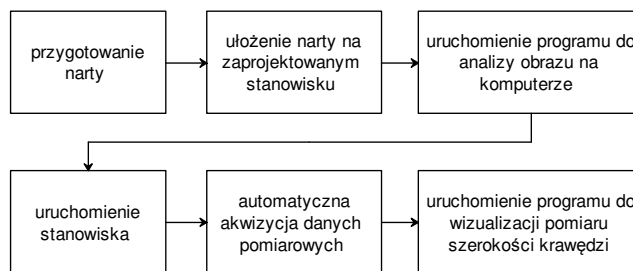 przygotowanie
narty
ułożenie narty na
zaprojektowanym
stanowisku
uruchomienie programu do
analizy obrazu na
komputerze
uruchomienie
stanowiska
automatyczna
akwizycja danych
pomiarowych
uruchomienie programu do
wizualizacji pomiaru
szerokości krawędzi